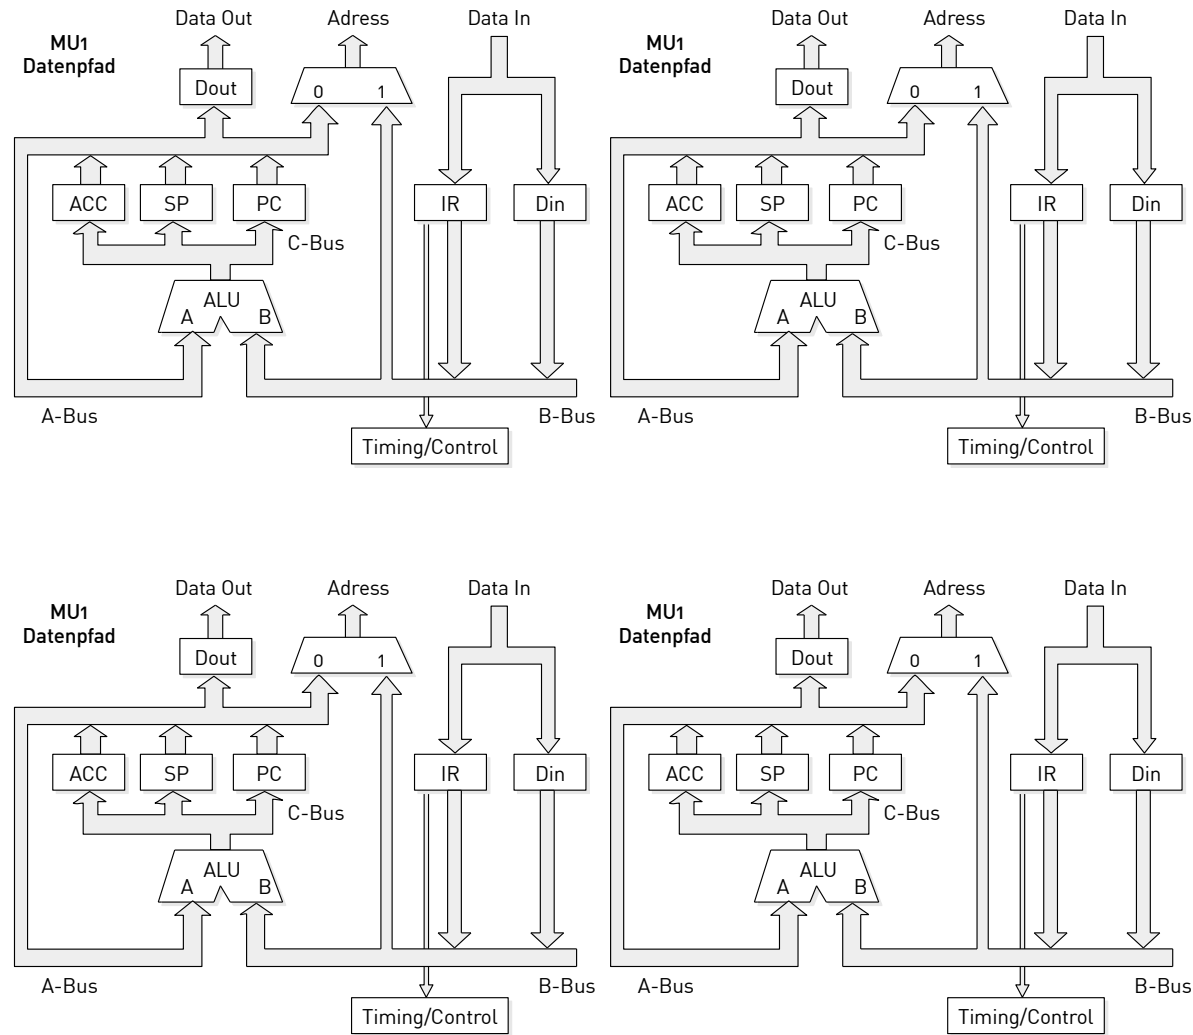 Data Out Adress Data In
MU1
Datenpfad
Dout
0 1
ACC SP PC IR Din
C-Bus
ALU
A B
A-Bus B-Bus
Timing/Control
Data Out Adress Data In
MU1
Datenpfad
Dout
0 1
ACC SP PC IR Din
C-Bus
ALU
A B
A-Bus B-Bus
Timing/Control
Data Out Adress Data In
MU1
Datenpfad
Dout
0 1
ACC SP PC IR Din
C-Bus
ALU
A B
A-Bus B-Bus
Timing/Control
Data Out Adress Data In
MU1
Datenpfad
Dout
0 1
ACC SP PC IR Din
C-Bus
ALU
A B
A-Bus B-Bus
Timing/Control